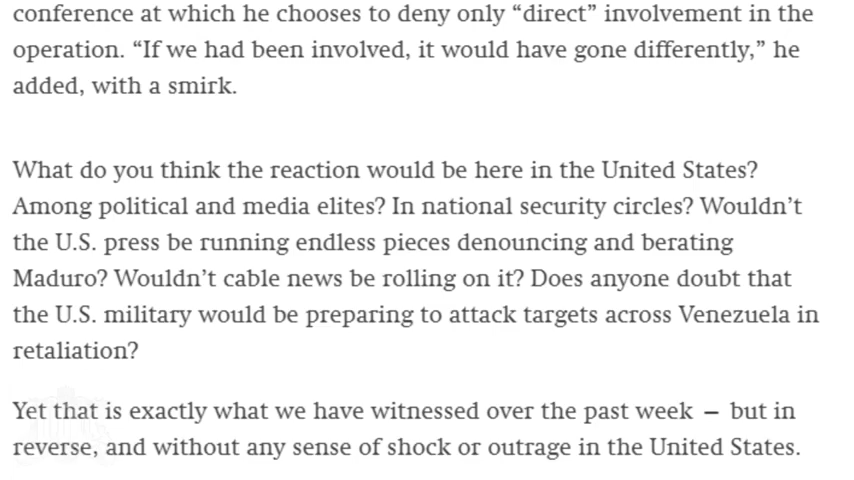 conference at which he chooses to deny only “direct” involvement in the
operation. “If we had been involved, it would have gone differently,” he
added, with a smirk.
What do you think the reaction would be here in the United States?
Among political and media elites? In national security circles? Wouldn’t
the U.S. press be running endless pieces denouncing and berating
Maduro? Wouldn’t cable news be rolling on it? Does anyone doubt that
the U.S. military would be preparing to attack targets across Venezuela in
retaliation?
Yet that is exactly what we have witnessed over the past week – but in
reverse, and without any sense of shock or outrage in the United States.